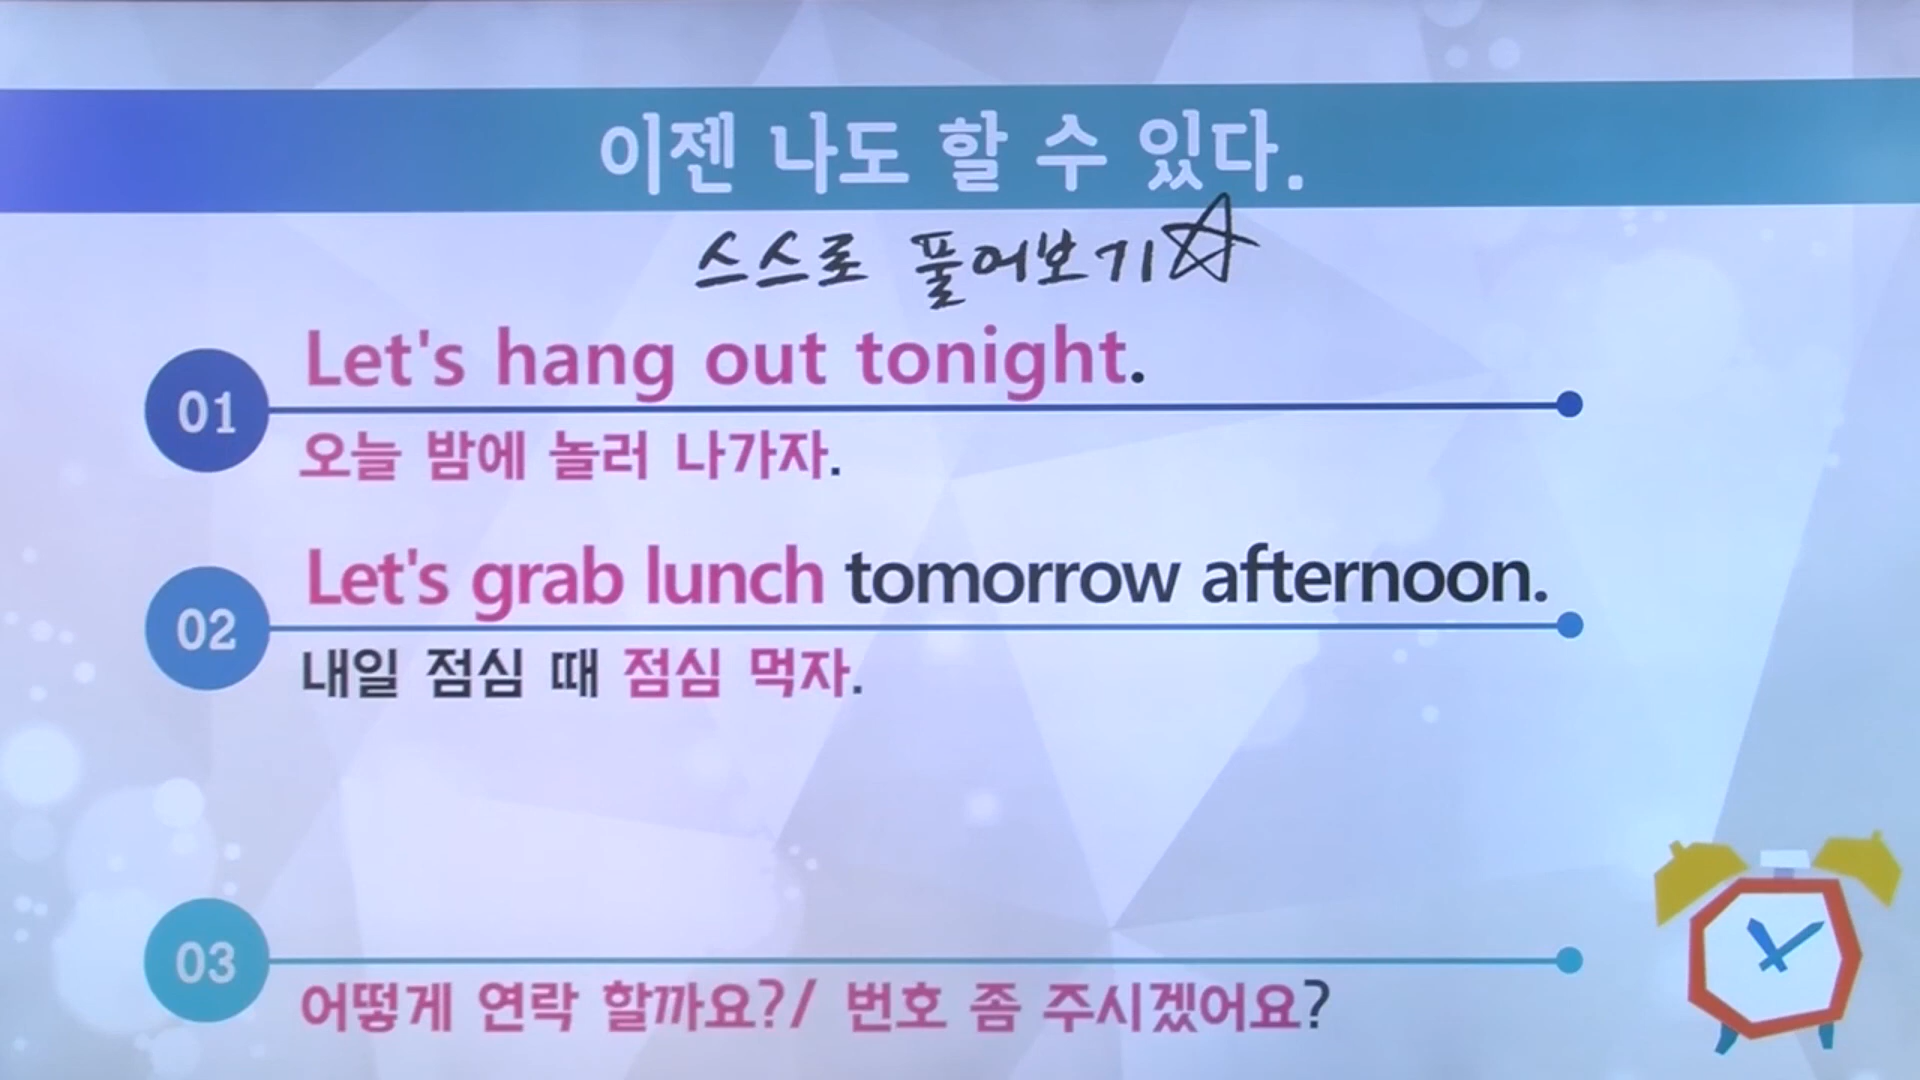 이젠 나도 할 수 있다.
스스로 풀어보기☆
01
Let's hang out tonight.
오늘 밤에 놀러 나가자.
02
Let's grab lunch tomorrow afternoon.
내일 점심 때 점심 먹자.
03
어떻게 연락 할까요?/ 번호 좀 주시겠어요?